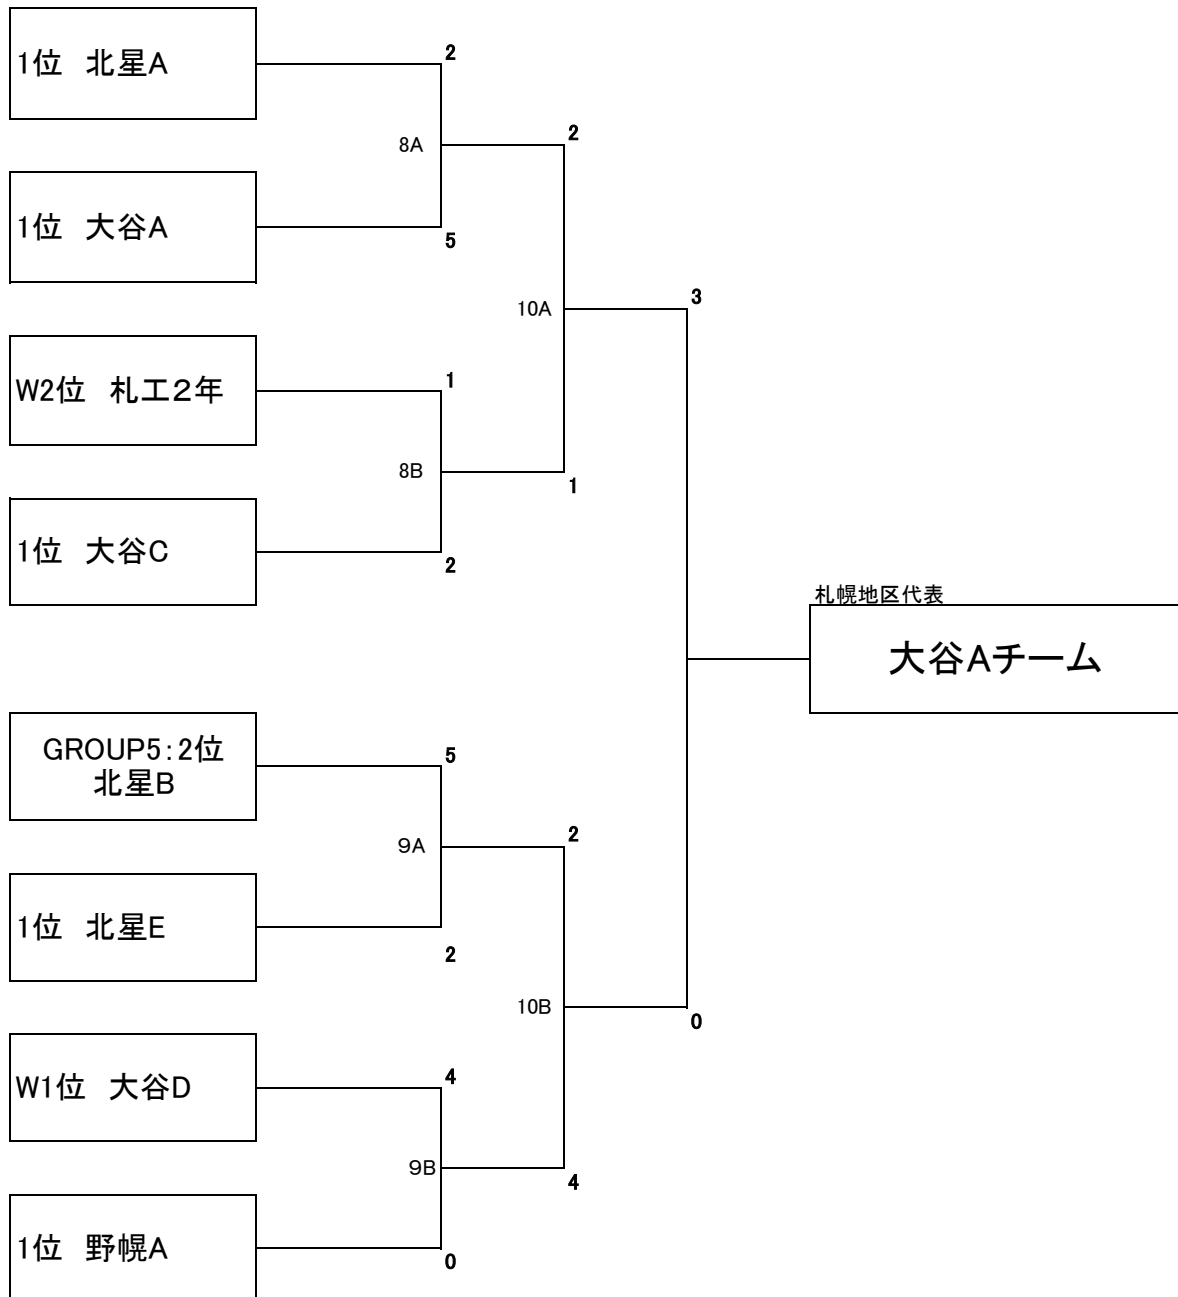 1位　北星A
2
8A
2
1位　大谷A
5
10A
3
W2位　札工２年
1
8B
1
1位　大谷C
2
札幌地区代表
大谷Aチーム
GROUP5：2位
北星B
5
９A
2
1位　北星E
2
10B
0
W1位　大谷D
4
９B
4
1位　野幌A
0